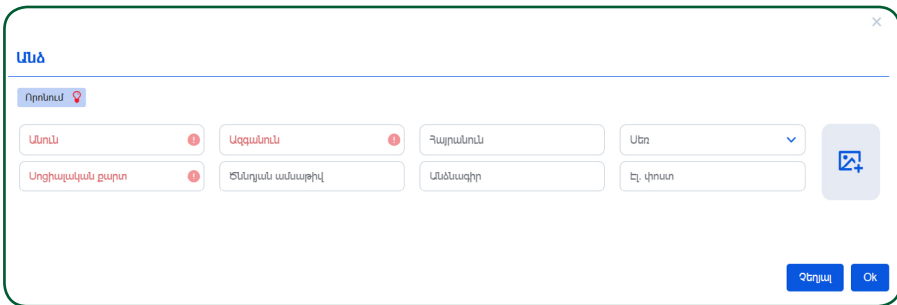 Անձ
Որոնում
Անուն Ազգանուն Հայրանուն Սեռ
Սոցիալական քարտ Ծննդյան ամսաթիվ Անձնագիր Էլ. փոստ
Չեղյալ Ok